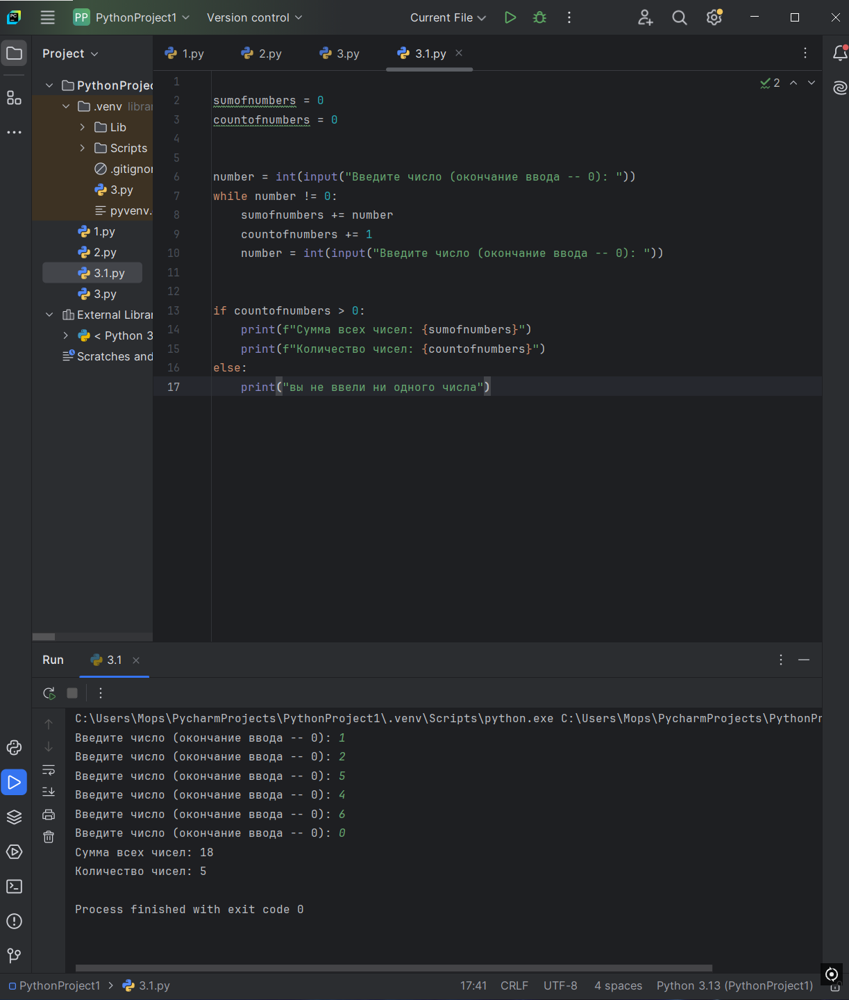 PP PythonProject1 Version control Current File
Project
1.py 2.py 3.py 3.1.py
PythonProjec
.venv librar
Lib
Scripts
.gitignor
3.py
pyvenv.
1.py
2.py
3.1.py
3.py
External Librar
< Python 3
Scratches and
2
1
2 sumofnumbers = 0
3 countofnumbers = 0
4
5
6 number = int(input("Введите число (окончание ввода -- 0): "))
7 while number != 0:
8     sumofnumbers += number
9     countofnumbers += 1
10     number = int(input("Введите число (окончание ввода -- 0): "))
11
12
13 if countofnumbers > 0:
14     print(f"Сумма всех чисел: {sumofnumbers}")
15     print(f"Количество чисел: {countofnumbers}")
16 else:
17     print("вы не ввели ни одного числа")
Run 3.1
C:\Users\Mops\PycharmProjects\PythonProject1\.venv\Scripts\python.exe C:\Users\Mops\PycharmProjects\PythonPr
Введите число (окончание ввода -- 0): 1
Введите число (окончание ввода -- 0): 2
Введите число (окончание ввода -- 0): 5
Введите число (окончание ввода -- 0): 4
Введите число (окончание ввода -- 0): 6
Введите число (окончание ввода -- 0): 0
Сумма всех чисел: 18
Количество чисел: 5
Process finished with exit code 0
PythonProject1 > 3.1.py 17:41 CRLF UTF-8 4 spaces Python 3.13 (PythonProject1)